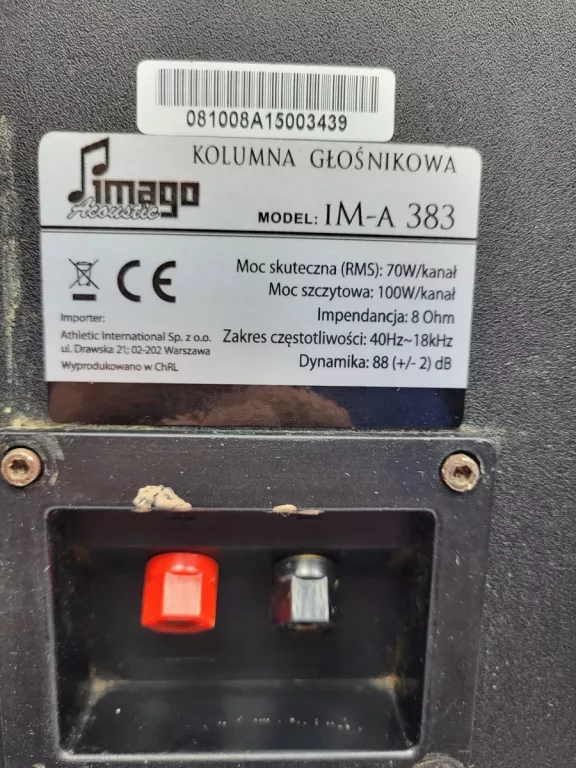 081008A15003439
imago
Acoustic
KOLUMNA GŁOŚNIKOWA
MODEL: IM-A 383
Moc skuteczna (RMS): 70W/kanał
Moc szczytowa: 100W/kanał
Impendancja: 8 Ohm
Zakres częstotliwości: 40Hz~18kHz
Dynamika: 88 (+/- 2) dB
CE
Importer:
Athletic International Sp. z o.o.
ul. Drawska 21; 02-202 Warszawa
Wyprodukowano w ChRL